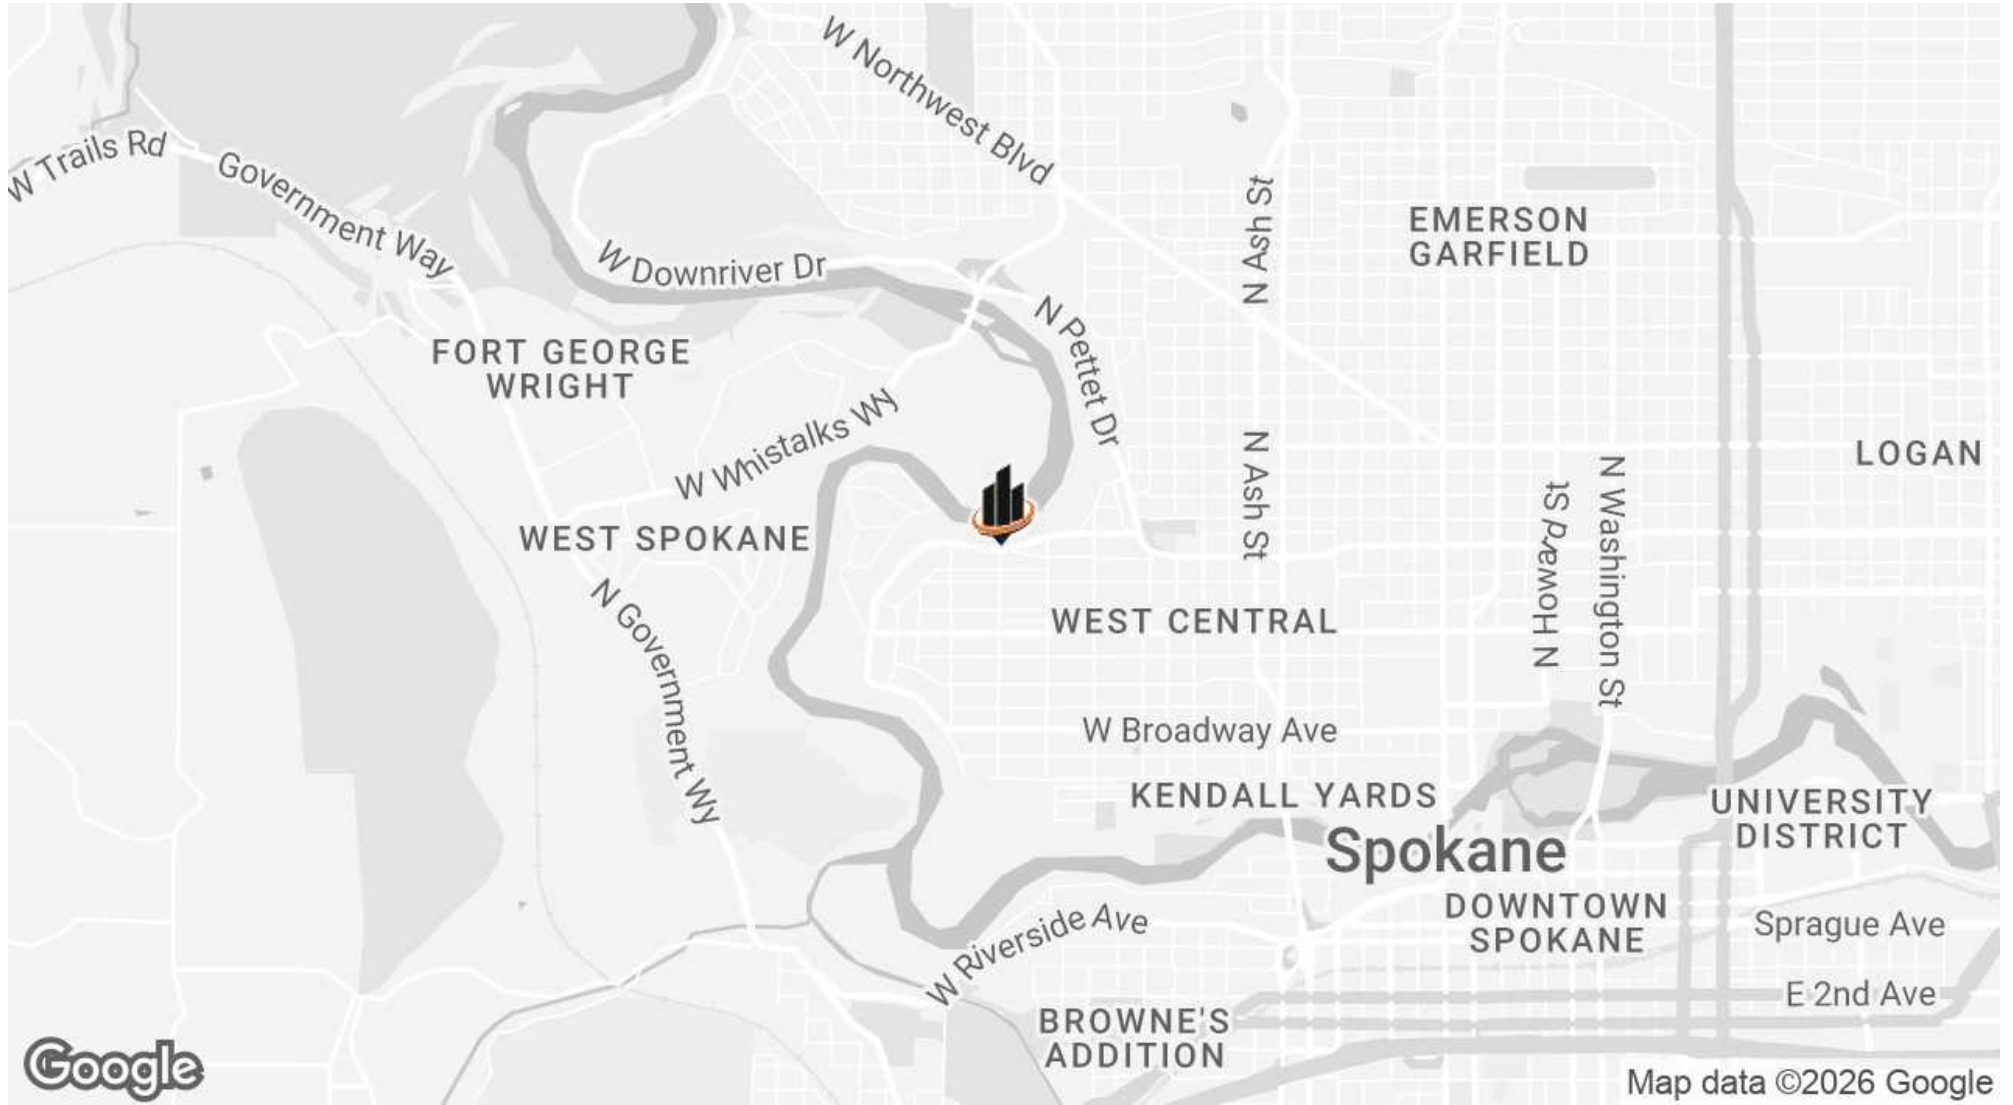 W Northwest Blvd
W Trails Rd
Government Way
N Ash St
EMERSON
GARFIELD
W Downriver Dr
N Pettet Dr
FORT GEORGE
WRIGHT
W Whistalks Wy
N Ash St
LOGAN
N Howard St
N Washington St
WEST SPOKANE
N Government Wy
WEST CENTRAL
W Broadway Ave
KENDALL YARDS
UNIVERSITY
DISTRICT
Spokane
DOWNTOWN
SPOKANE
W Riverside Ave
Sprague Ave
E 2nd Ave
BROWNE'S
ADDITION
Google
Map data ©2026 Google